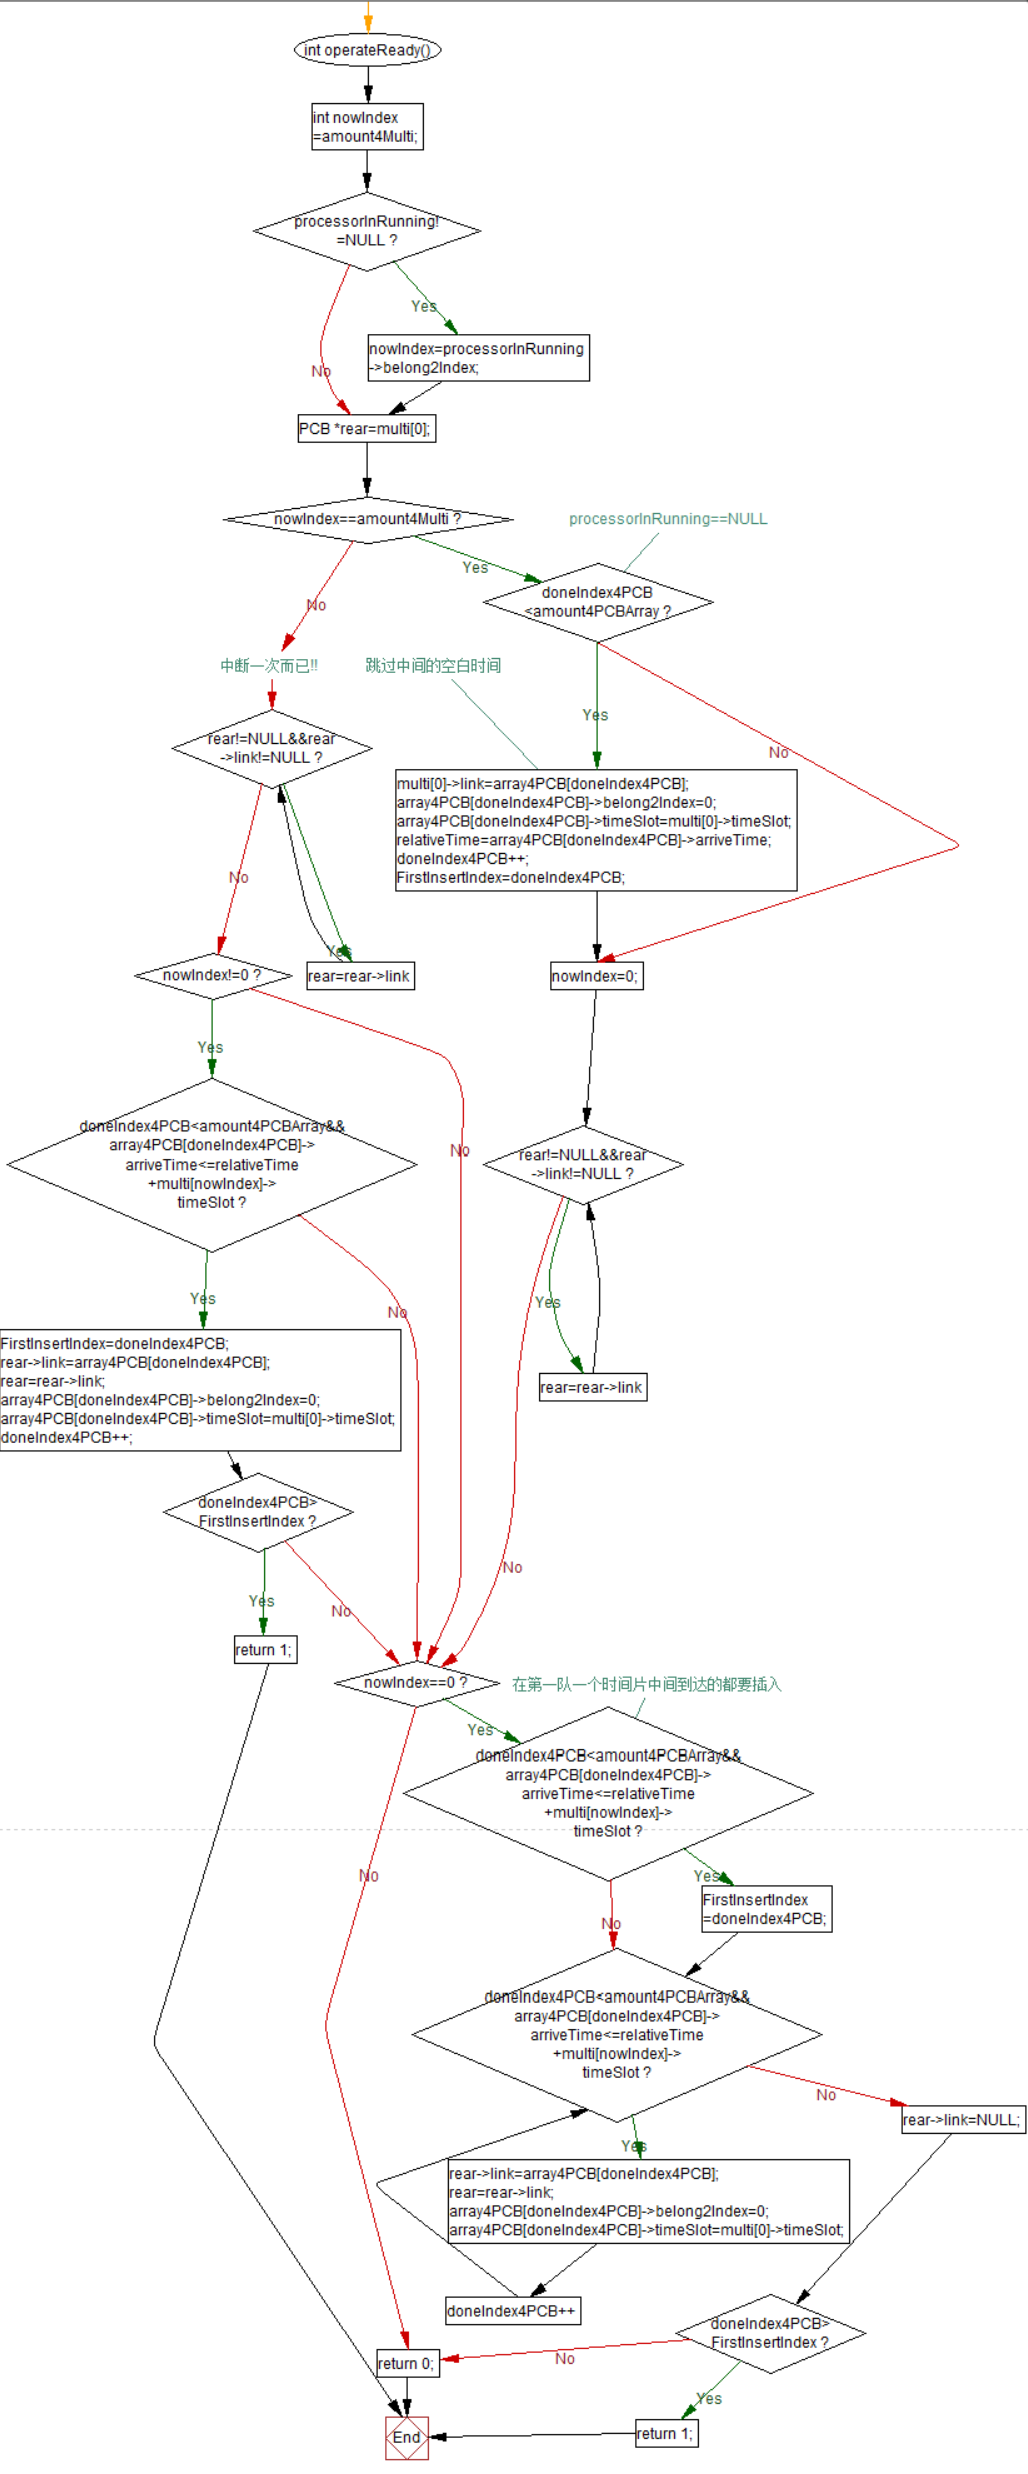 int operateReady()
int nowIndex
=amount4Multi;
processorInRunning!
=NULL ?
Yes
nowIndex=processorInRunning
->belong2Index;
No
PCB *rear=multi[0];
nowIndex==amount4Multi ?
processorInRunning==NULL
Yes
doneIndex4PCB
<amount4PCBArray ?
No
中断一次而已!!
跳过中间的空白时间
Yes
rear!=NULL&&rear
->link!=NULL ?
No
multi[0]->link=array4PCB[doneIndex4PCB];
array4PCB[doneIndex4PCB]->belong2Index=0;
array4PCB[doneIndex4PCB]->timeSlot=multi[0]->timeSlot;
relativeTime=array4PCB[doneIndex4PCB]->arriveTime;
doneIndex4PCB++;
FirstInsertIndex=doneIndex4PCB;
No
Yes
nowIndex!=0 ?
rear=rear->link
nowIndex=0;
Yes
doneIndex4PCB<amount4PCBArray&&
array4PCB[doneIndex4PCB]->
arriveTime<=relativeTime
+multi[nowIndex]->
timeSlot ?
No
rear!=NULL&&rear
->link!=NULL ?
Yes
No
Yes
rear=rear->link
FirstInsertIndex=doneIndex4PCB;
rear->link=array4PCB[doneIndex4PCB];
rear=rear->link;
array4PCB[doneIndex4PCB]->belong2Index=0;
array4PCB[doneIndex4PCB]->timeSlot=multi[0]->timeSlot;
doneIndex4PCB++;
doneIndex4PCB>
FirstInsertIndex ?
No
Yes
No
return 1;
nowIndex==0 ?
在第一队一个时间片中间到达的都要插入
Yes
doneIndex4PCB<amount4PCBArray&&
array4PCB[doneIndex4PCB]->
arriveTime<=relativeTime
+multi[nowIndex]->
timeSlot ?
No
Yes
FirstInsertIndex
=doneIndex4PCB;
No
doneIndex4PCB<amount4PCBArray&&
array4PCB[doneIndex4PCB]->
arriveTime<=relativeTime
+multi[nowIndex]->
timeSlot ?
No
rear->link=NULL;
Yes
rear->link=array4PCB[doneIndex4PCB];
rear=rear->link;
array4PCB[doneIndex4PCB]->belong2Index=0;
array4PCB[doneIndex4PCB]->timeSlot=multi[0]->timeSlot;
doneIndex4PCB++
doneIndex4PCB>
FirstInsertIndex ?
No
return 0;
Yes
return 1;
End